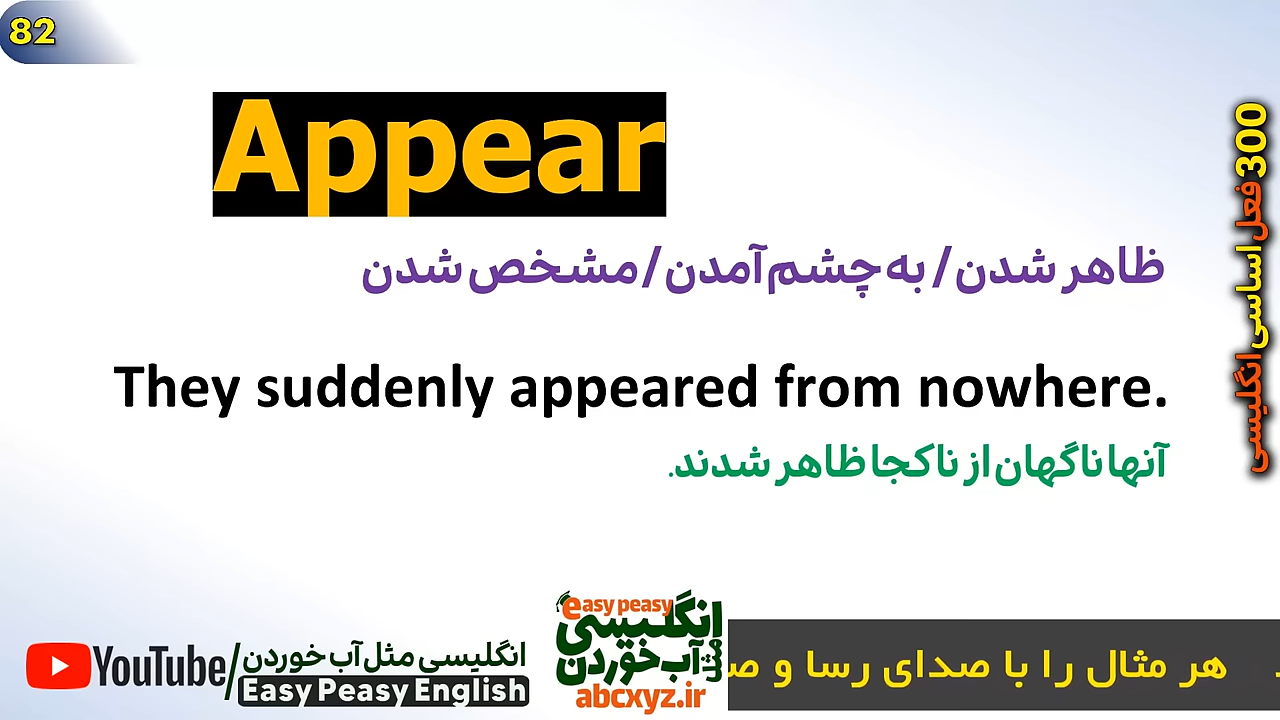 82
Appear
ظاهر شدن / به چشم آمدن / مشخص شدن
They suddenly appeared from nowhere.
آنها ناگهان از ناکجا ظاهر شدند.
300 فعل اساسی انگلیسی
YouTube / انگلیسی مثل آب خوردن
Easy Peasy English
easy peasy
انگلیسی
مثل
آب خوردن
abcxyz.ir
هر مثال را با صدای رسا و